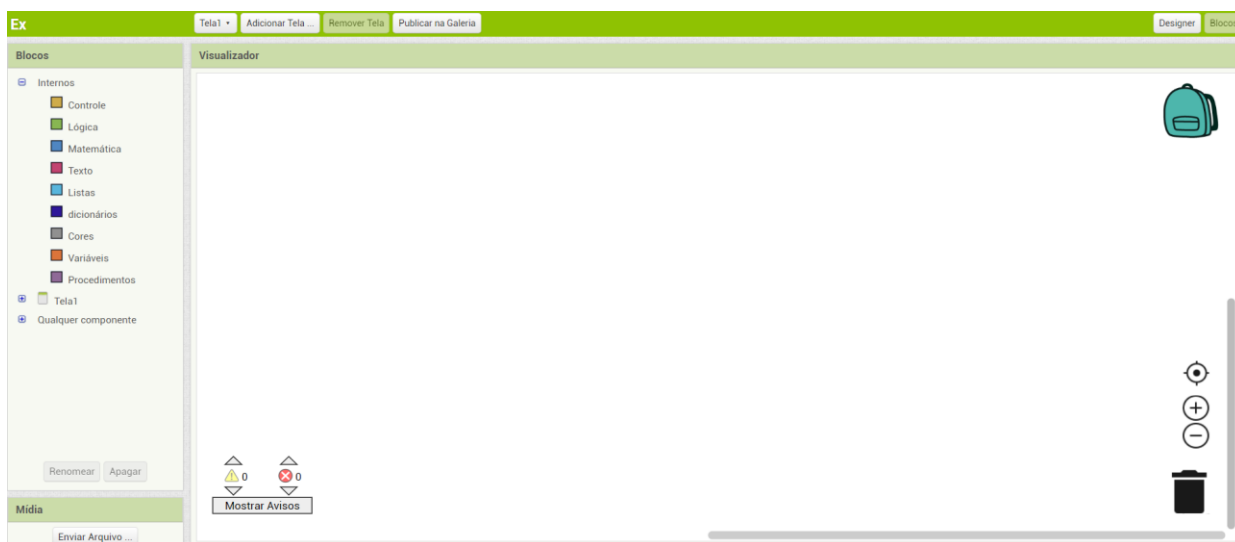 Ex
Tela1
Adicionar Tela ...
Remover Tela
Publicar na Galeria
Designer
Blocos
Blocos
Visualizador
Internos
Controle
Lógica
Matemática
Texto
Listas
dicionários
Cores
Variáveis
Procedimentos
Tela1
Qualquer componente
Renomear
Apagar
0
0
Mostrar Avisos
Mídia
Enviar Arquivo ...